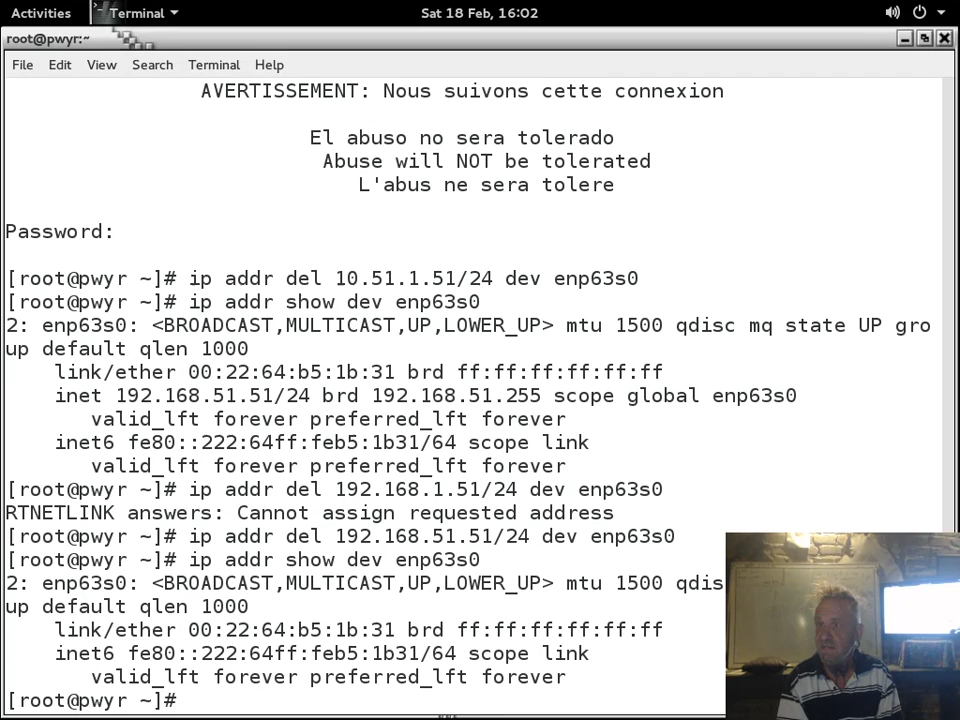 Activities Terminal Sat 18 Feb, 16:02
root@pwyr:~
File Edit View Search Terminal Help
AVERTISSEMENT: Nous suivons cette connexion
El abuso no sera tolerado
Abuse will NOT be tolerated
L'abus ne sera tolere
Password:
[root@pwyr ~]# ip addr del 10.51.1.51/24 dev enp63s0
[root@pwyr ~]# ip addr show dev enp63s0
2: enp63s0: <BROADCAST,MULTICAST,UP,LOWER_UP> mtu 1500 qdisc mq state UP gro
up default qlen 1000
link/ether 00:22:64:b5:1b:31 brd ff:ff:ff:ff:ff:ff
inet 192.168.51.51/24 brd 192.168.51.255 scope global enp63s0
valid_lft forever preferred_lft forever
inet6 fe80::222:64ff:feb5:1b31/64 scope link
valid_lft forever preferred_lft forever
[root@pwyr ~]# ip addr del 192.168.1.51/24 dev enp63s0
RTNETLINK answers: Cannot assign requested address
[root@pwyr ~]# ip addr del 192.168.51.51/24 dev enp63s0
[root@pwyr ~]# ip addr show dev enp63s0
2: enp63s0: <BROADCAST,MULTICAST,UP,LOWER_UP> mtu 1500 qdisc
up default qlen 1000
link/ether 00:22:64:b5:1b:31 brd ff:ff:ff:ff:ff:ff
inet6 fe80::222:64ff:feb5:1b31/64 scope link
valid_lft forever preferred_lft forever
[root@pwyr ~]#